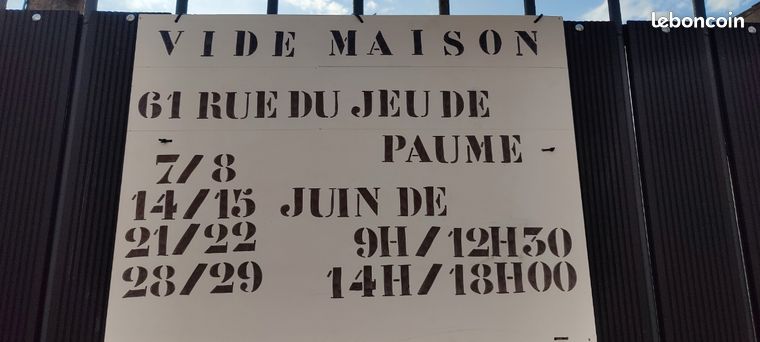 leboncoin
VIDE MAISON
61 RUE DU JEU DE
PAUME
7/8
14/15 JUIN DE
21/22 9H/12H30
28/29 14H/18H00